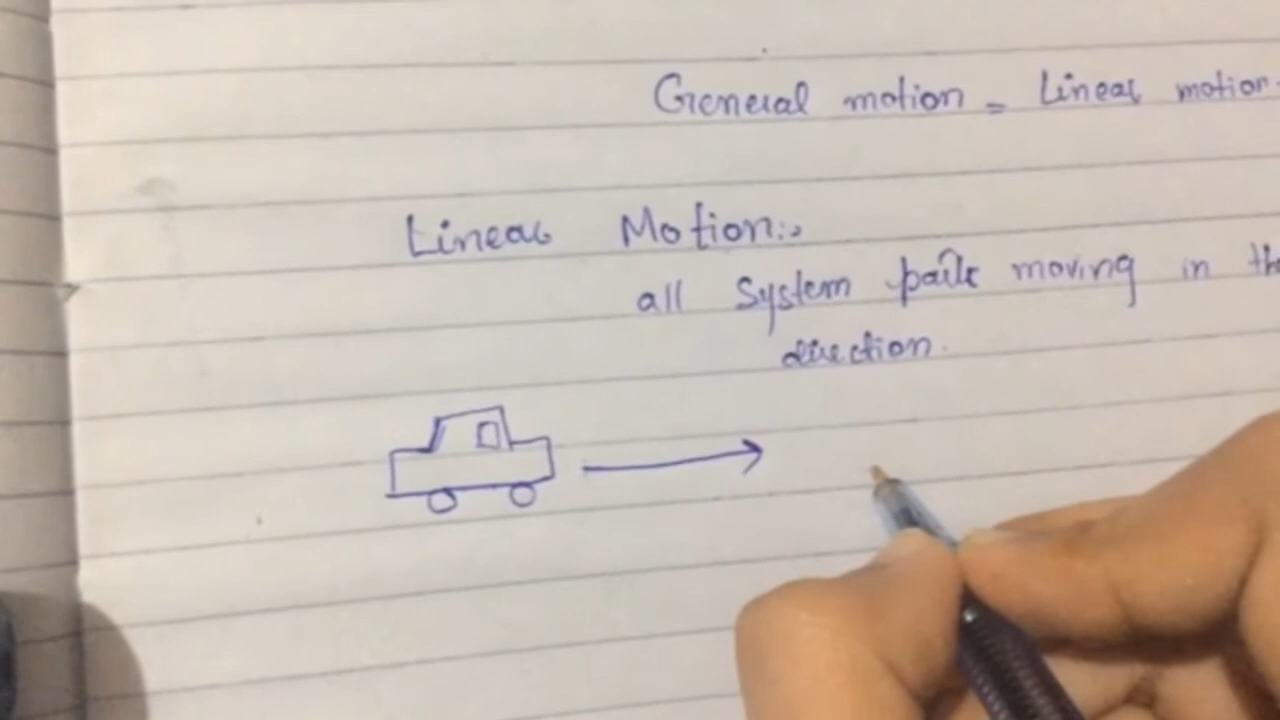 General motion = Linear motion
Linear Motion:-
all system parts moving in the
direction.